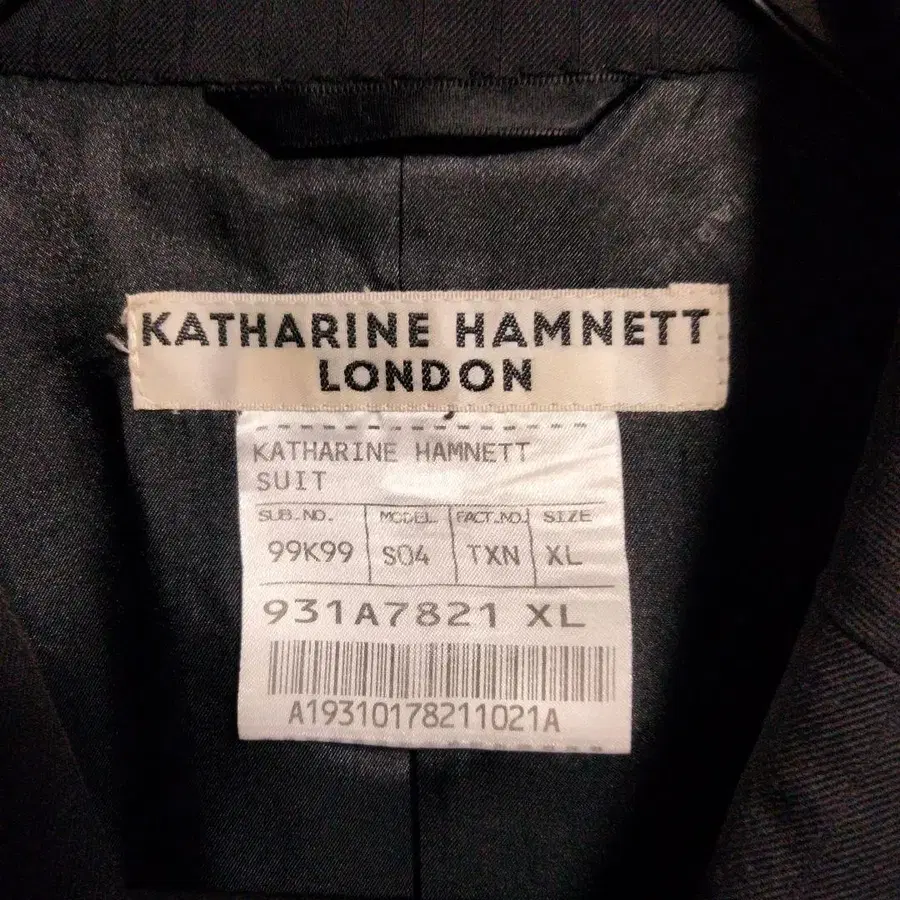 KATHARINE HAMNETT
LONDON
KATHARINE HAMNETT
SUIT
SUB.NO. MODEL FACT.NO. SIZE
99K99 S04 TXN XL
931A7821 XL
A19310178211021A